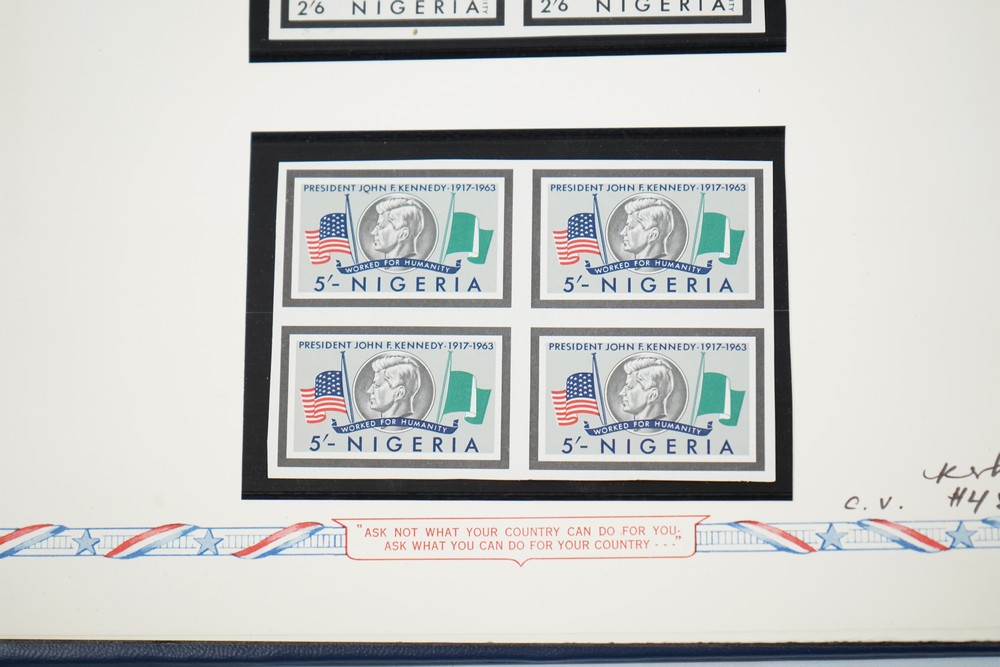 2/6 NIGERIA
2/6 NIGERIA
PRESIDENT JOHN F. KENNEDY · 1917-1963
WORKED FOR HUMANITY
5/- NIGERIA
PRESIDENT JOHN F. KENNEDY · 1917-1963
WORKED FOR HUMANITY
5/- NIGERIA
PRESIDENT JOHN F. KENNEDY · 1917-1963
WORKED FOR HUMANITY
5/- NIGERIA
PRESIDENT JOHN F. KENNEDY · 1917-1963
WORKED FOR HUMANITY
5/- NIGERIA
C.V. #4
"ASK NOT WHAT YOUR COUNTRY CAN DO FOR YOU-
ASK WHAT YOU CAN DO FOR YOUR COUNTRY ---"